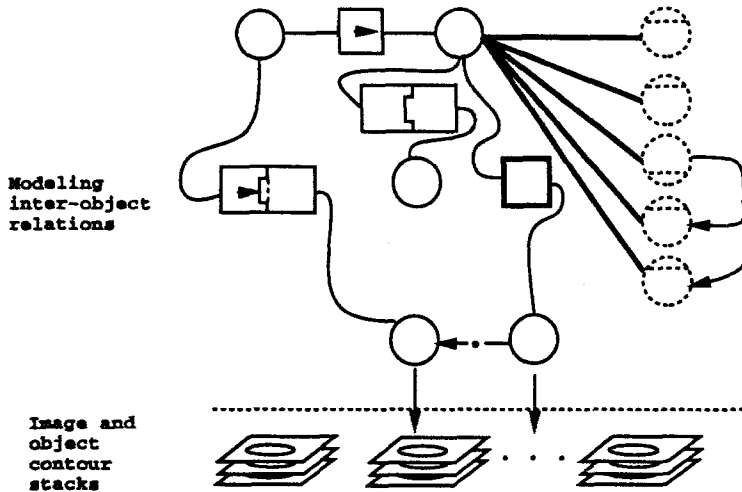 Modeling
inter-object
relations
Image and
object
contour
stacks